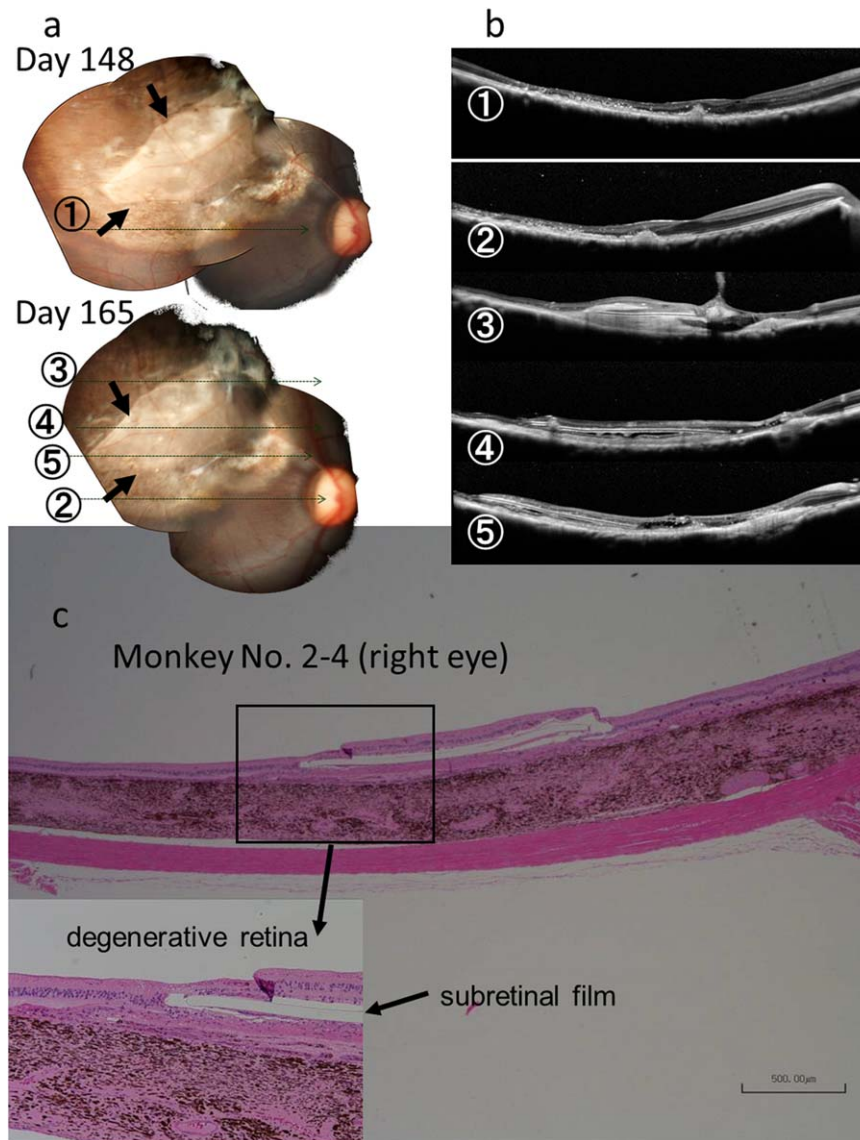 a
Day 148
①
Day 165
③
④
⑤
②
b
①
②
③
④
⑤
c
Monkey No. 2-4 (right eye)
degenerative retina
subretinal film
500.00µm